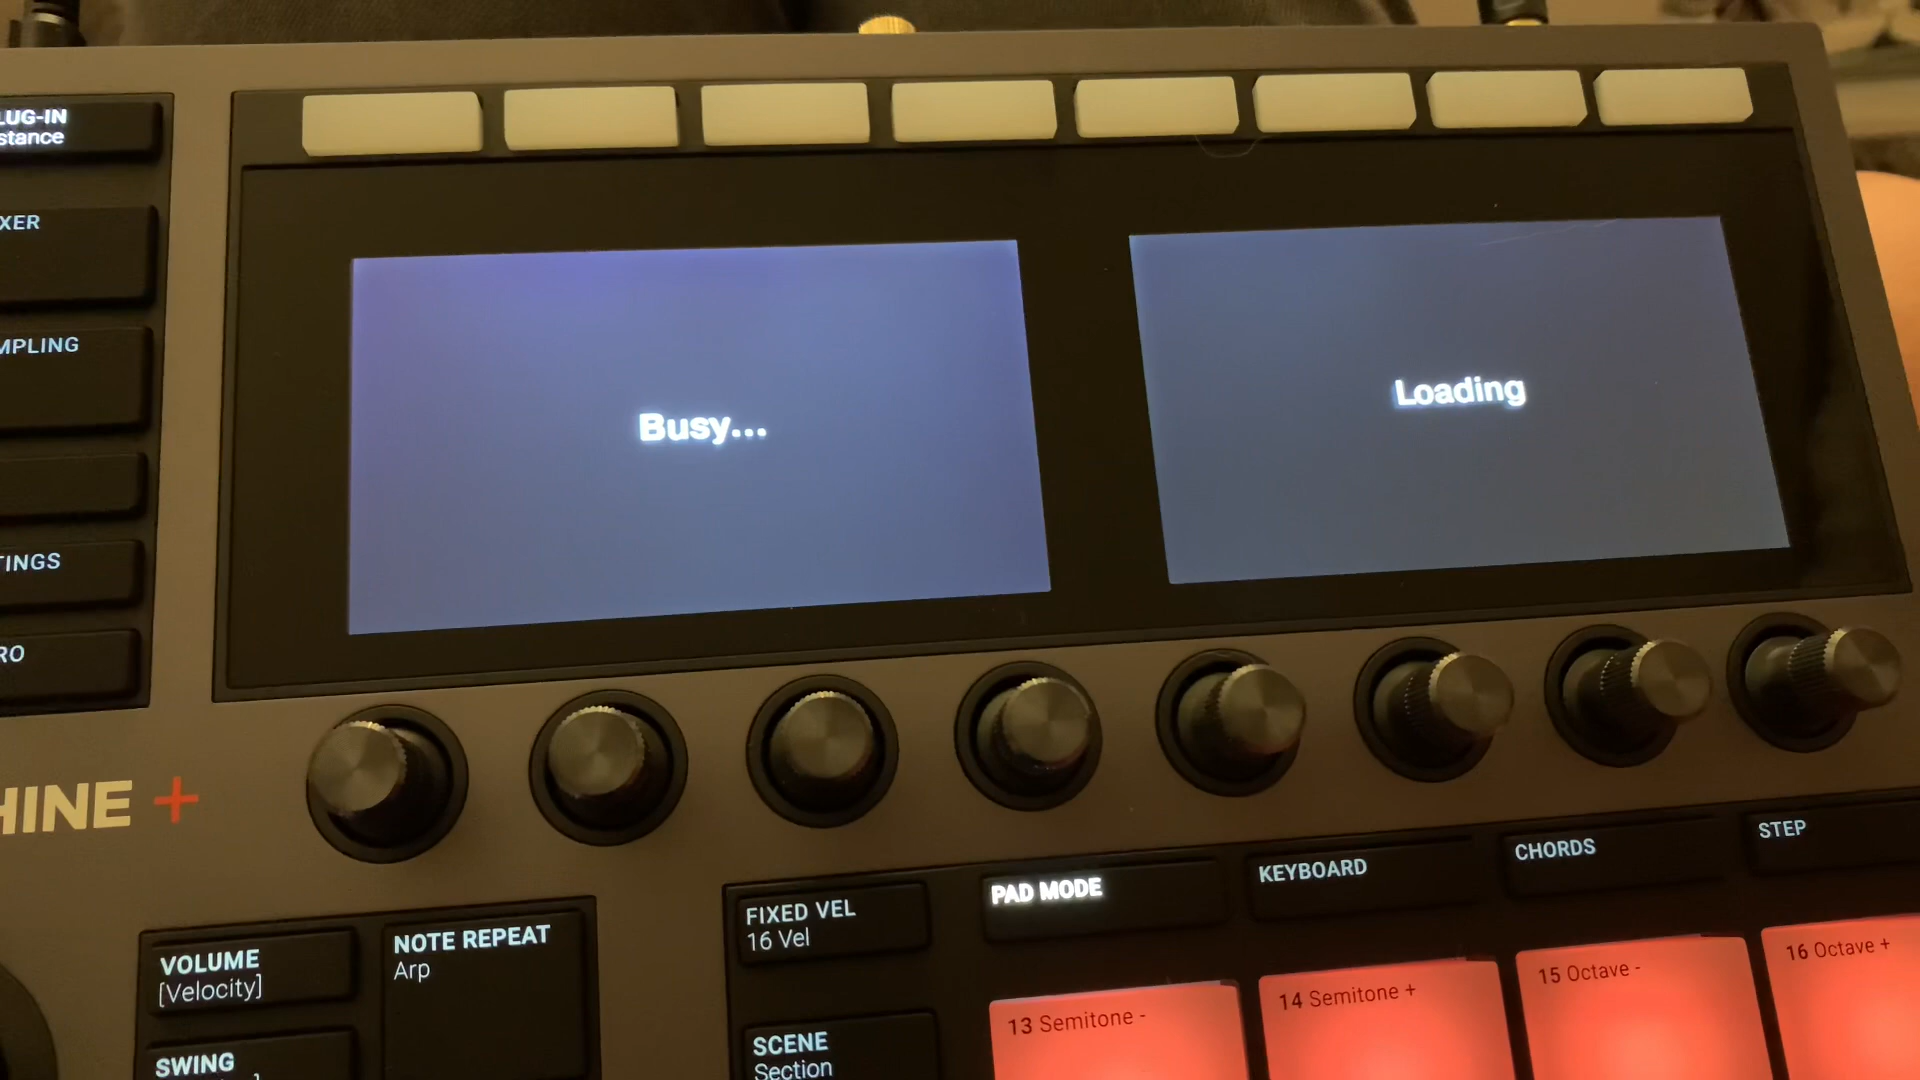 LUG-IN
stance
XER
MPLING
TINGS
RO
Busy...
Loading
HINE +
VOLUME
[Velocity]
SWING
NOTE REPEAT
Arp
FIXED VEL
16 Vel
SCENE
Section
PAD MODE
KEYBOARD
CHORDS
STEP
13 Semitone -
14 Semitone +
15 Octave -
16 Octave +